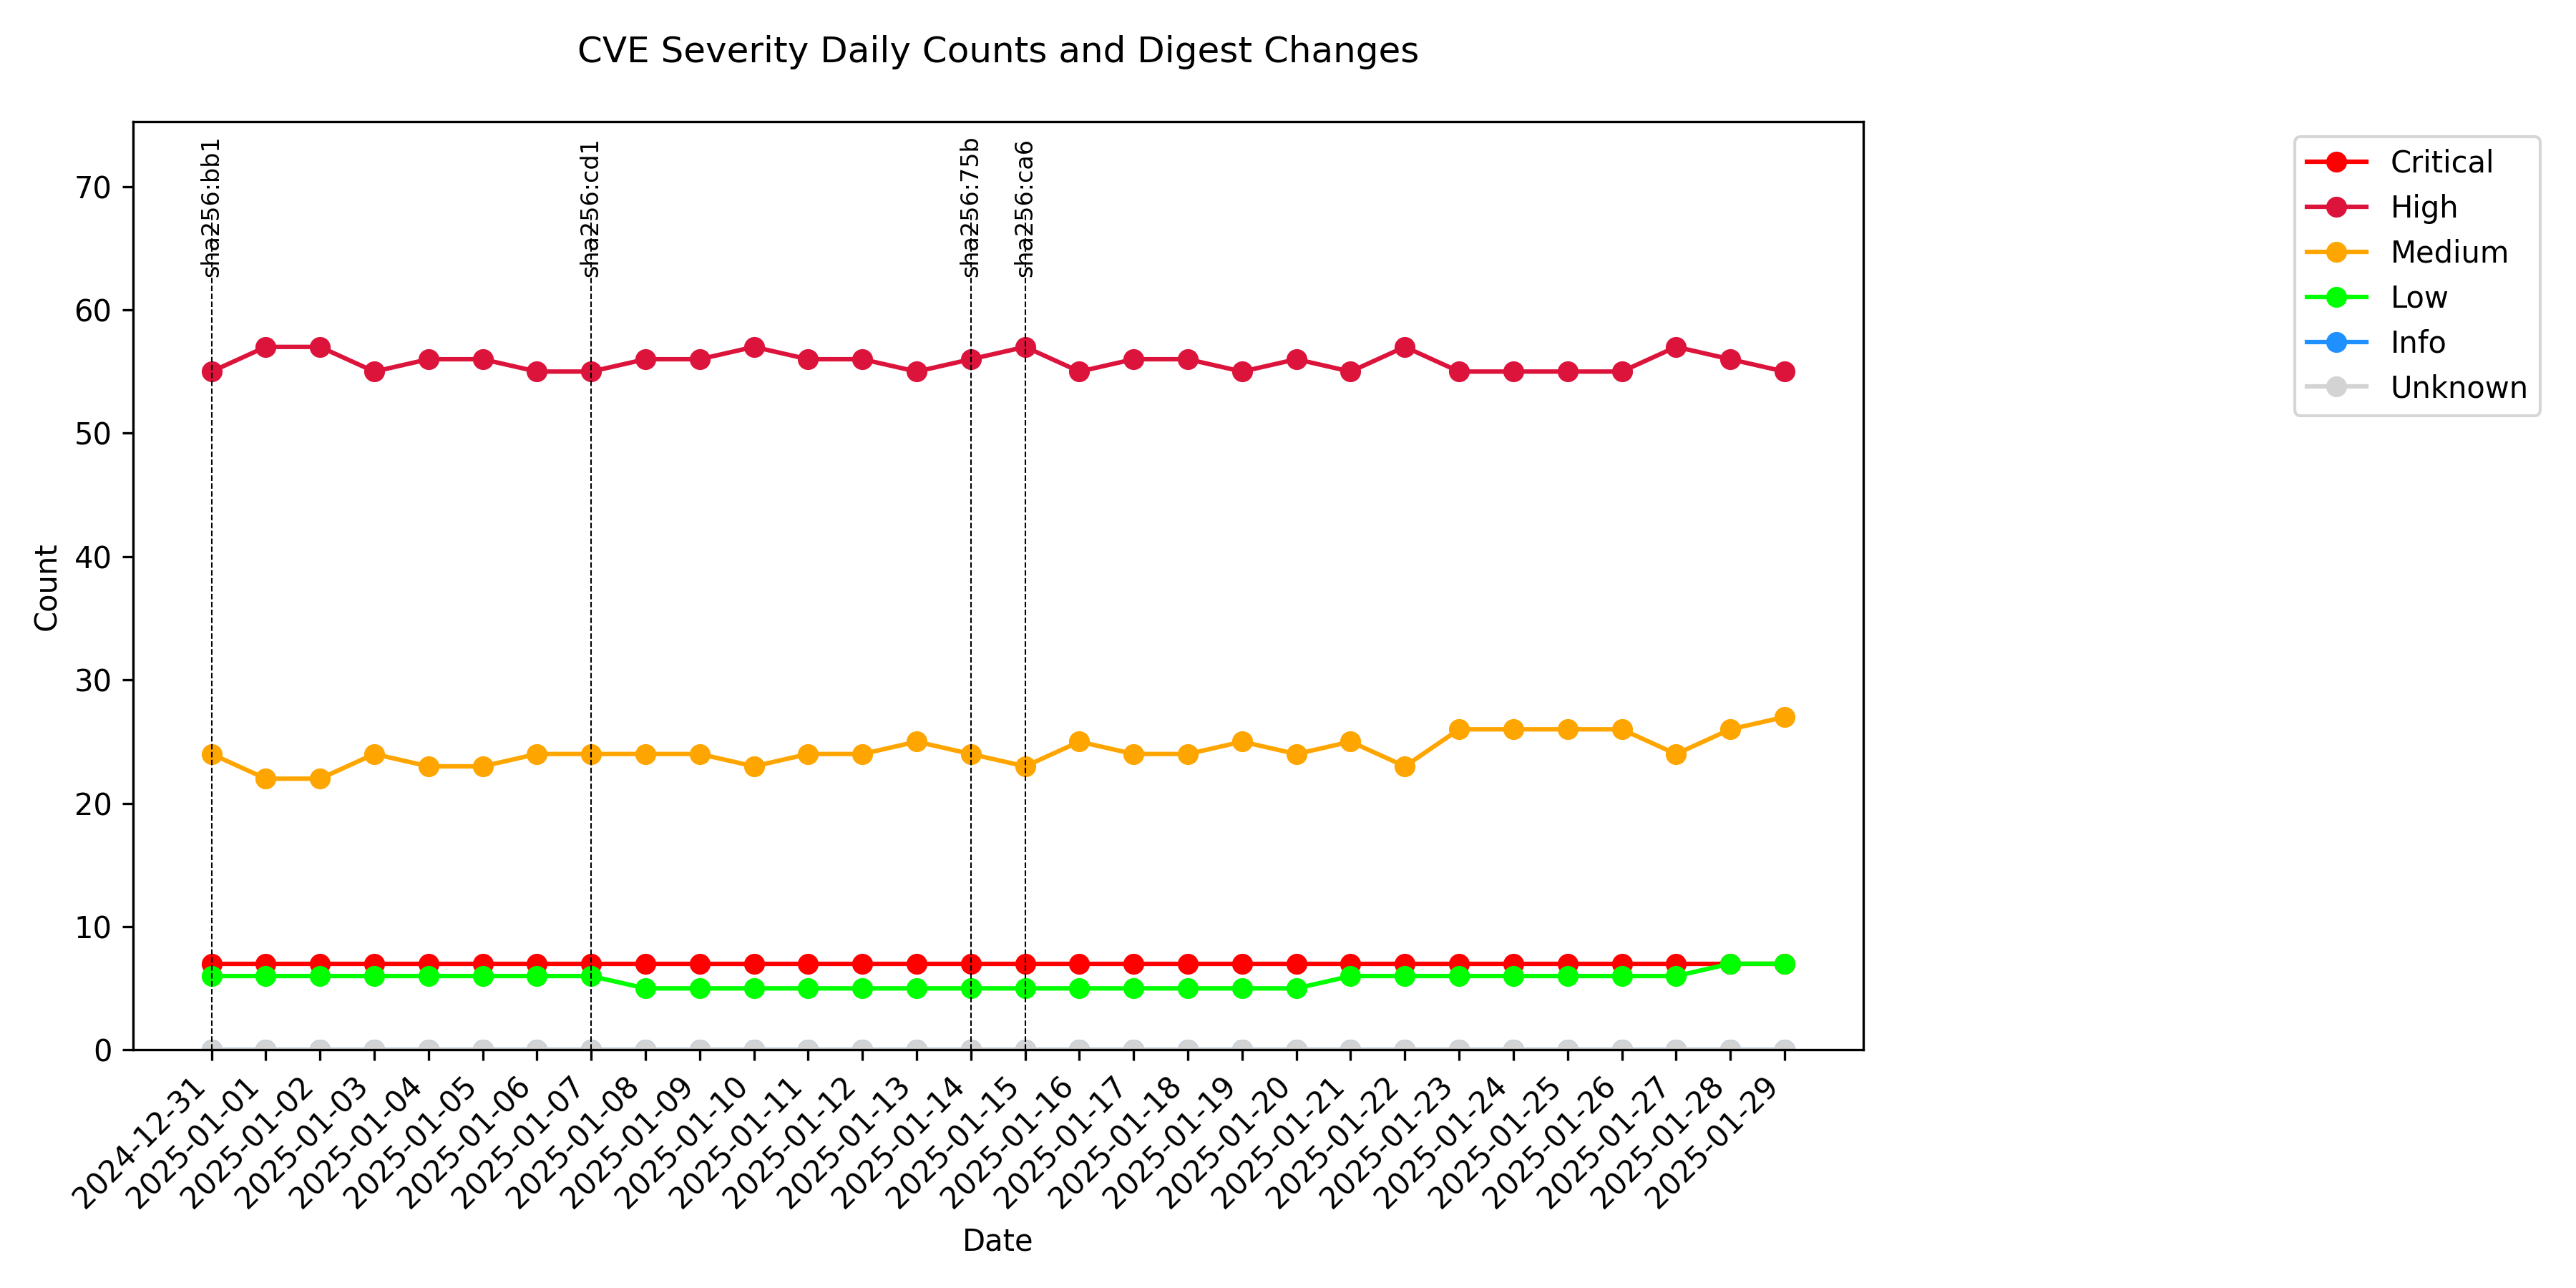 CVE Severity Daily Counts and Digest Changes
sha256:bb1
sha256:cd1
sha256:75b
sha256:ca6
Critical
High
Medium
Low
Info
Unknown
Count
70
60
50
40
30
20
10
0
2024-12-31
2025-01-01
2025-01-02
2025-01-03
2025-01-04
2025-01-05
2025-01-06
2025-01-07
2025-01-08
2025-01-09
2025-01-10
2025-01-11
2025-01-12
2025-01-13
2025-01-14
2025-01-15
2025-01-16
2025-01-17
2025-01-18
2025-01-19
2025-01-20
2025-01-21
2025-01-22
2025-01-23
2025-01-24
2025-01-25
2025-01-26
2025-01-27
2025-01-28
2025-01-29
Date